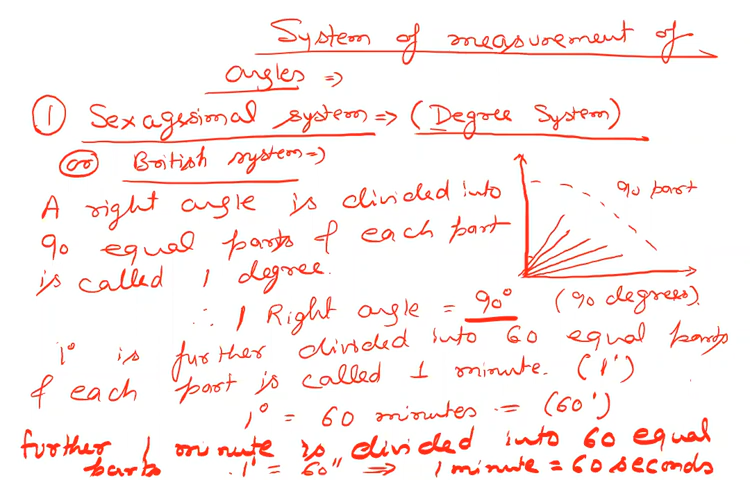 System of measurement of
angles ⇒
① Sexagesimal system ⇒ (Degree System)
(or) British system ⇒
A right angle is divided into
90 equal parts & each part
is called 1 degree.
90 part
∴ 1 Right angle = 90° (90 degrees).
1° is further divided into 60 equal parts
& each part is called 1 minute. (1')
1° = 60 minutes = (60')
further 1 minute is divided into 60 equal
parts 1' = 60'' ⇒ 1 minute = 60 seconds